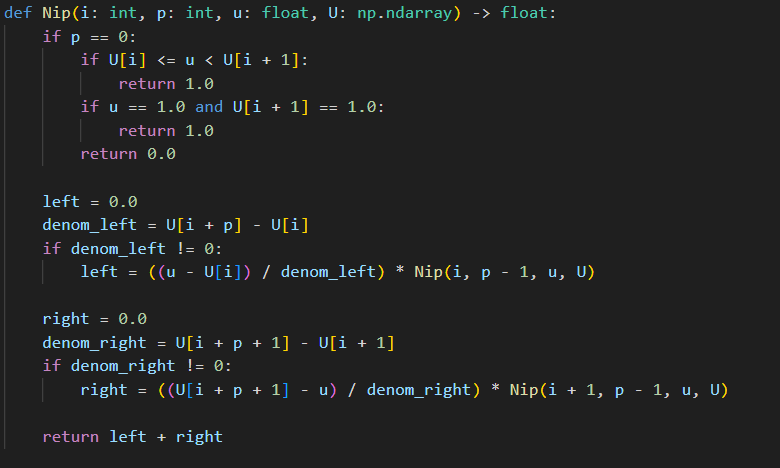 def Nip(i: int, p: int, u: float, U: np.ndarray) -> float:
    if p == 0:
        if U[i] <= u < U[i + 1]:
            return 1.0
        if u == 1.0 and U[i + 1] == 1.0:
            return 1.0
        return 0.0

    left = 0.0
    denom_left = U[i + p] - U[i]
    if denom_left != 0:
        left = ((u - U[i]) / denom_left) * Nip(i, p - 1, u, U)

    right = 0.0
    denom_right = U[i + p + 1] - U[i + 1]
    if denom_right != 0:
        right = ((U[i + p + 1] - u) / denom_right) * Nip(i + 1, p - 1, u, U)

    return left + right